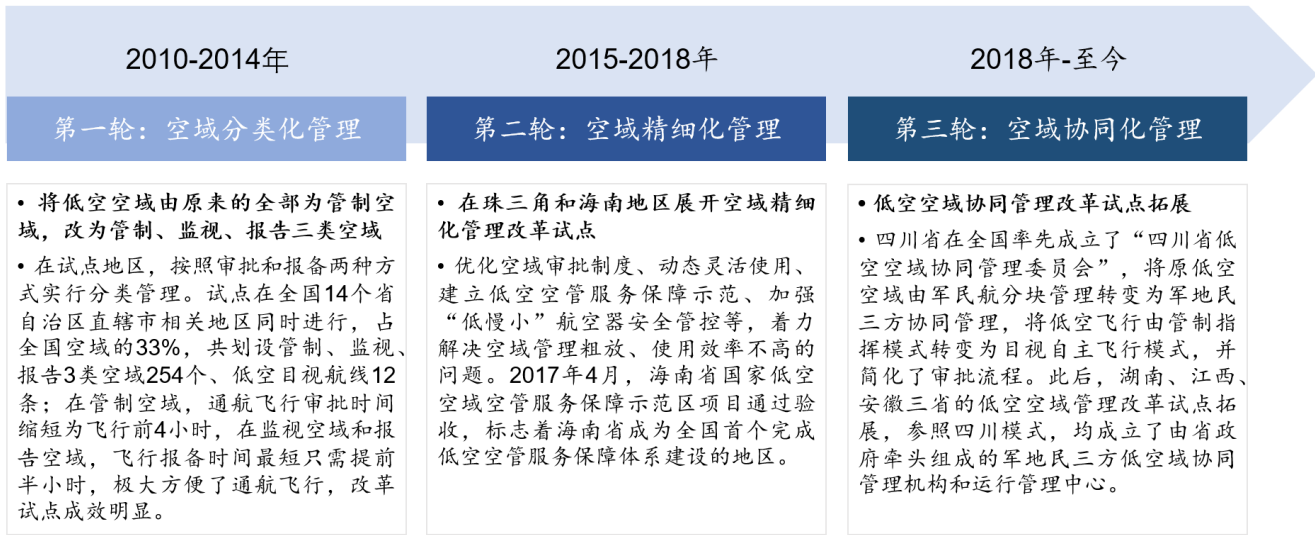 2010-2014年
2015-2018年
2018年-至今
第一轮：空域分类化管理
第二轮：空域精细化管理
第三轮：空域协同化管理
• 将低空空域由原来的全部为管制空
域，改为管制、监视、报告三类空域
• 在试点地区，按照审批和报备两种方
式实行分类管理。试点在全国14个省
自治区直辖市相关地区同时进行，占
全国空域的33%，共划设管制、监视、
报告3类空域254个、低空目视航线12
条；在管制空域，通航飞行审批时间
缩短为飞行前4小时，在监视空域和报
告空域，飞行报备时间最短只需提前
半小时，极大方便了通航飞行，改革
试点成效明显。
• 在珠三角和海南地区展开空域精细
化管理改革试点
• 优化空域审批制度、动态灵活使用、
建立低空空管服务保障示范、加强
“低慢小”航空器安全管控等，着力
解决空域管理粗放、使用效率不高的
问题。2017年4月，海南省国家低空
空域空管服务保障示范区项目通过验
收，标志着海南省成为全国首个完成
低空空管服务保障体系建设的地区。
• 低空空域协同管理改革试点拓展
• 四川省在全国率先成立了“四川省低
空空域协同管理委员会”，将原低空
空域由军民航分块管理转变为军地民
三方协同管理，将低空飞行由管制指
挥模式转变为目视自主飞行模式，并
简化了审批流程。此后，湖南、江西、
安徽三省的低空空域管理改革试点拓
展，参照四川模式，均成立了由省政
府牵头组成的军地民三方低空域协同
管理机构和运行管理中心。